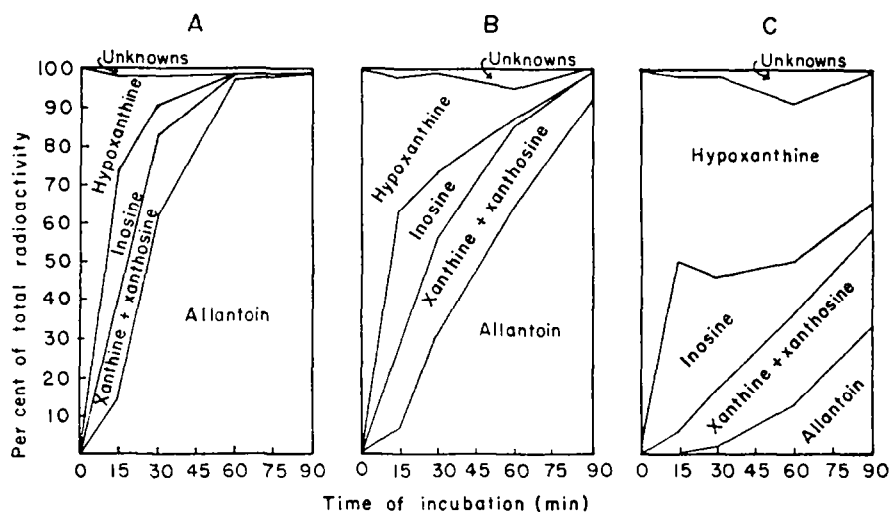 A B C
Unknowns
Unknowns
Unknowns
100
90
80
70
60
50
40
30
20
10
Per cent of total radioactivity
Hypoxanthine
Inosine
Xanthine + xanthosine
Allantoin
Hypoxanthine
Inosine
Xanthine + xanthosine
Allantoin
Hypoxanthine
Inosine
Xanthine + xanthosine
Allantoin
0 15 30 45 60 75 90
0 15 30 45 60 75 90
0 15 30 45 60 75 90
Time of incubation (min)